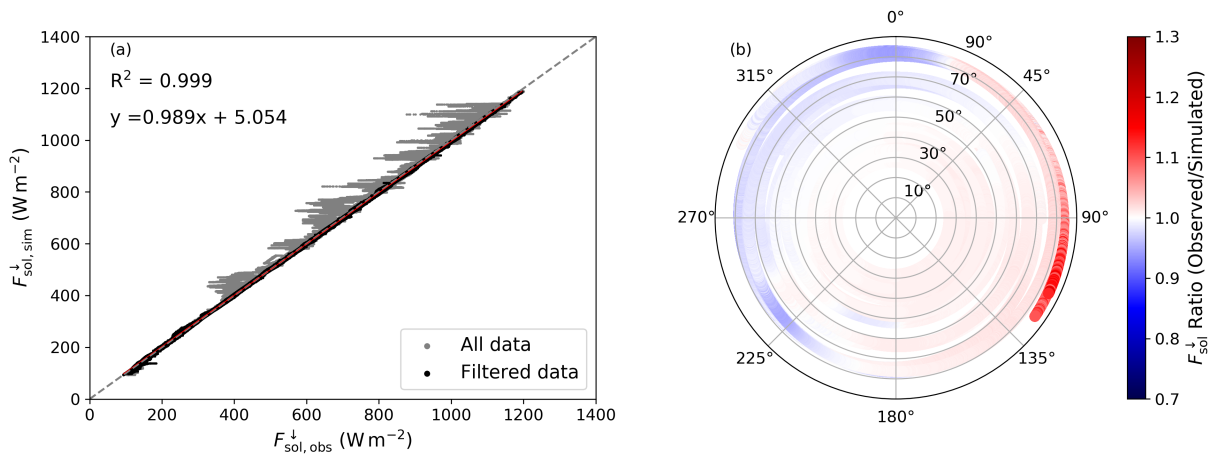 (a)
R² = 0.999
y =0.989x + 5.054
1400
1200
1000
800
600
400
200
0
0 200 400 600 800 1000 1200 1400
F↓sol, sim (W m⁻²)
F↓sol, obs (W m⁻²)
All data
Filtered data
(b)
0°
45°
90°
135°
180°
225°
270°
315°
10°
30°
50°
70°
90°
1.3
1.2
1.1
1.0
0.9
0.8
0.7
F↓sol Ratio (Observed/Simulated)